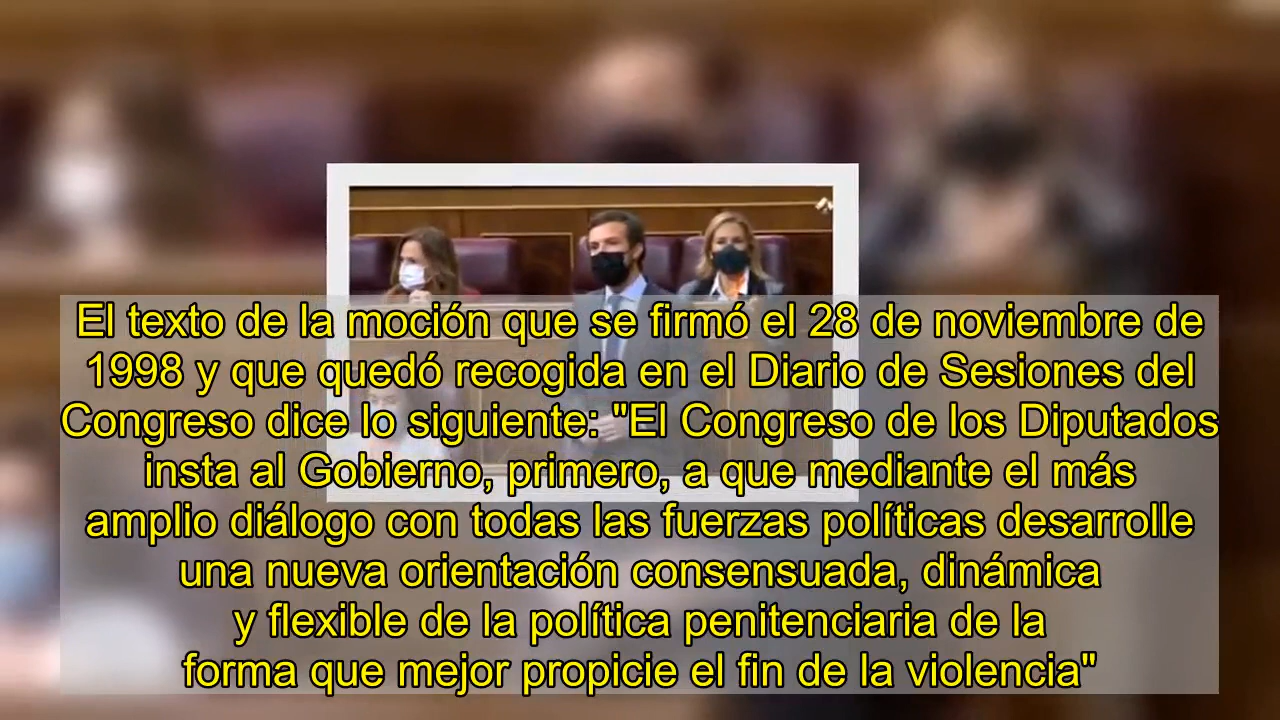 El texto de la moción que se firmó el 28 de noviembre de
1998 y que quedó recogida en el Diario de Sesiones del
Congreso dice lo siguiente: "El Congreso de los Diputados
insta al Gobierno, primero, a que mediante el más
amplio diálogo con todas las fuerzas políticas desarrolle
una nueva orientación consensuada, dinámica
y flexible de la política penitenciaria de la
forma que mejor propicie el fin de la violencia"